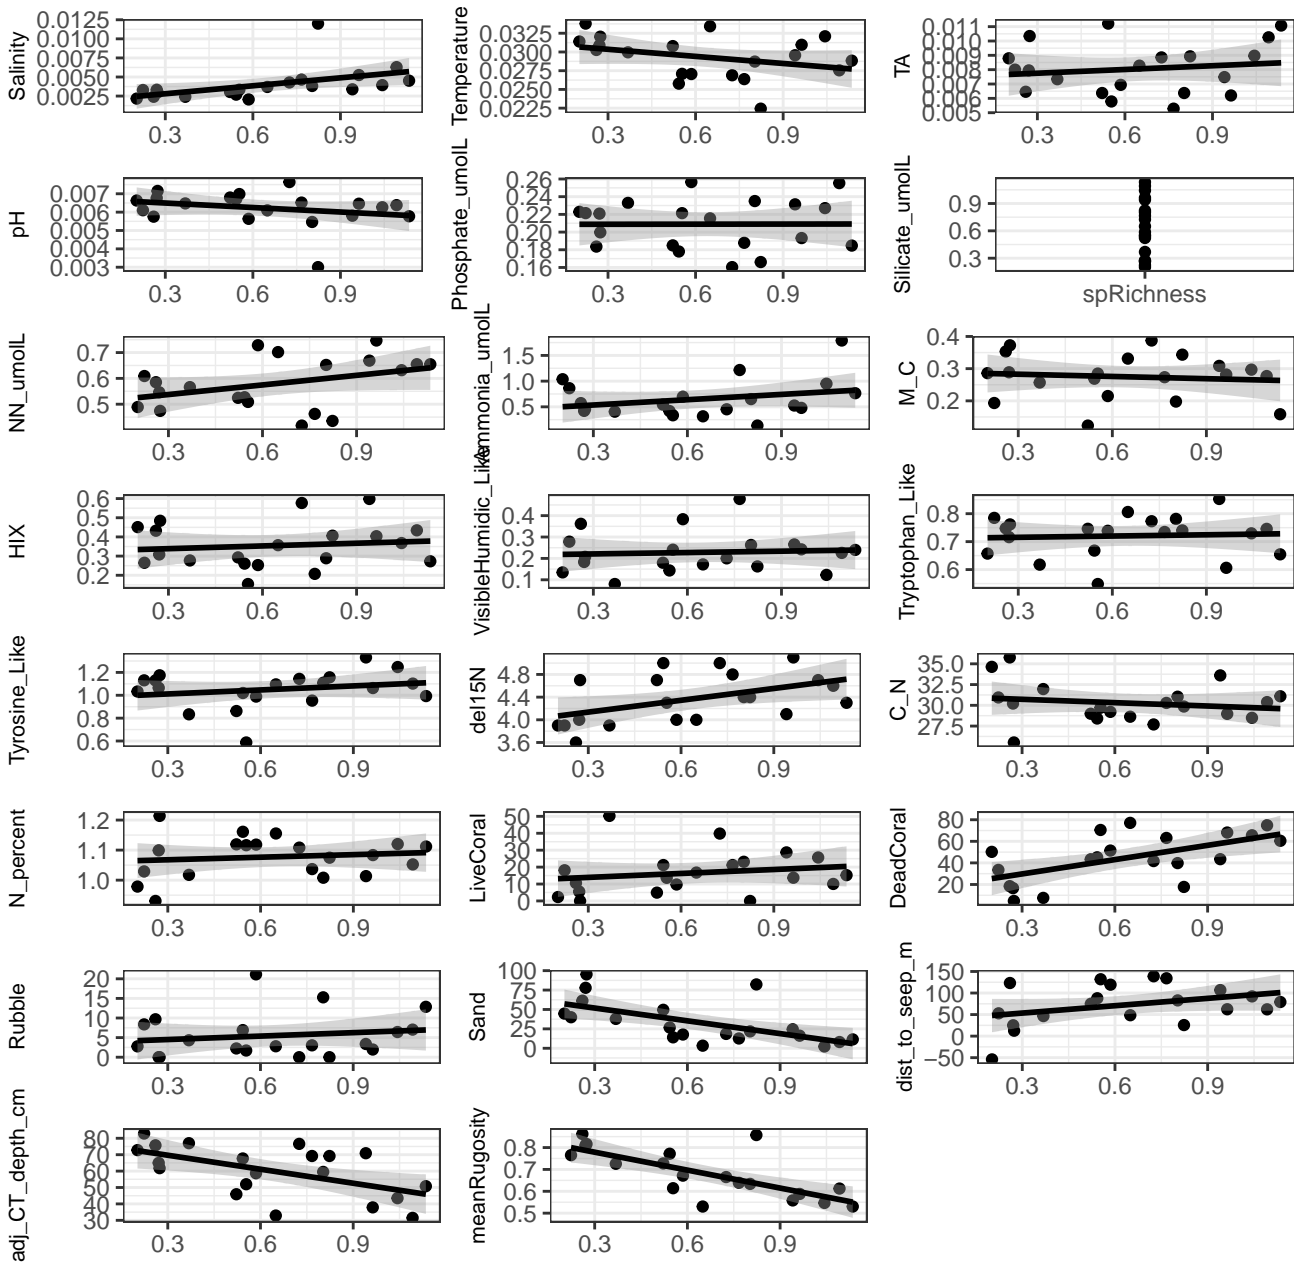 Salinity
0.0125
0.0100
0.0075
0.0050
0.0025
0.3 0.6 0.9
Temperature
0.0325
0.0300
0.0275
0.0250
0.0225
0.3 0.6 0.9
TA
0.011
0.010
0.009
0.008
0.007
0.006
0.005
0.3 0.6 0.9
pH
0.007
0.006
0.005
0.004
0.003
0.3 0.6 0.9
Phosphate_umolL
0.26
0.24
0.22
0.20
0.18
0.16
0.3 0.6 0.9
Silicate_umolL
0.9
0.6
0.3
spRichness
NN_umolL
0.7
0.6
0.5
0.3 0.6 0.9
Ammonia_umolL
1.5
1.0
0.5
0.3 0.6 0.9
M_C
0.4
0.3
0.2
0.3 0.6 0.9
HIX
0.6
0.5
0.4
0.3
0.2
0.3 0.6 0.9
VisibleHumidic_Like
0.4
0.3
0.2
0.1
0.3 0.6 0.9
Tryptophan_Like
0.8
0.7
0.6
0.3 0.6 0.9
Tyrosine_Like
1.2
1.0
0.8
0.6
0.3 0.6 0.9
del15N
4.8
4.4
4.0
3.6
0.3 0.6 0.9
C_N
35.0
32.5
30.0
27.5
0.3 0.6 0.9
N_percent
1.2
1.1
1.0
0.3 0.6 0.9
LiveCoral
50
40
30
20
10
0
0.3 0.6 0.9
DeadCoral
80
60
40
20
0.3 0.6 0.9
Rubble
20
15
10
5
0
0.3 0.6 0.9
Sand
100
75
50
25
0
0.3 0.6 0.9
dist_to_seep_m
150
100
50
0
−50
0.3 0.6 0.9
adj_CT_depth_cm
80
70
60
50
40
30
0.3 0.6 0.9
meanRugosity
0.8
0.7
0.6
0.5
0.3 0.6 0.9